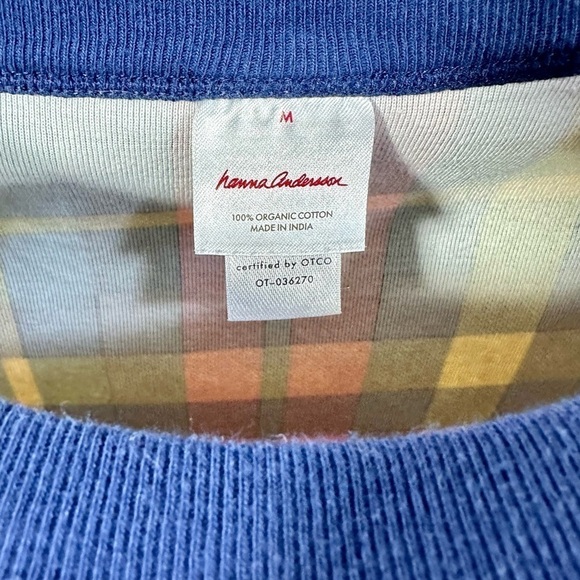 M
hanna andersson
100% ORGANIC COTTON
MADE IN INDIA
certified by OTCO
OT-036270